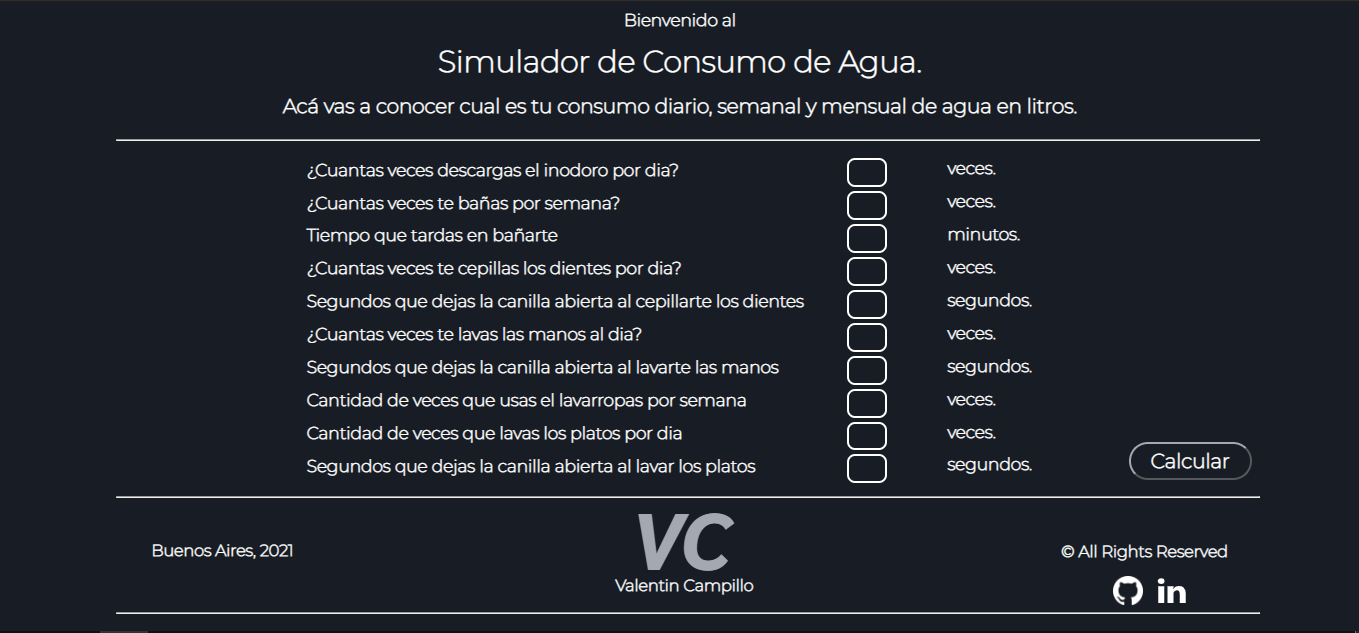 Bienvenido al
Simulador de Consumo de Agua.
Acá vas a conocer cual es tu consumo diario, semanal y mensual de agua en litros.
¿Cuantas veces descargas el inodoro por dia? veces.
¿Cuantas veces te bañas por semana? veces.
Tiempo que tardas en bañarte minutos.
¿Cuantas veces te cepillas los dientes por dia? veces.
Segundos que dejas la canilla abierta al cepillarte los dientes segundos.
¿Cuantas veces te lavas las manos al dia? veces.
Segundos que dejas la canilla abierta al lavarte las manos segundos.
Cantidad de veces que usas el lavarropas por semana veces.
Cantidad de veces que lavas los platos por dia veces.
Segundos que dejas la canilla abierta al lavar los platos segundos.
Calcular
VC
Buenos Aires, 2021
Valentin Campillo
© All Rights Reserved
in